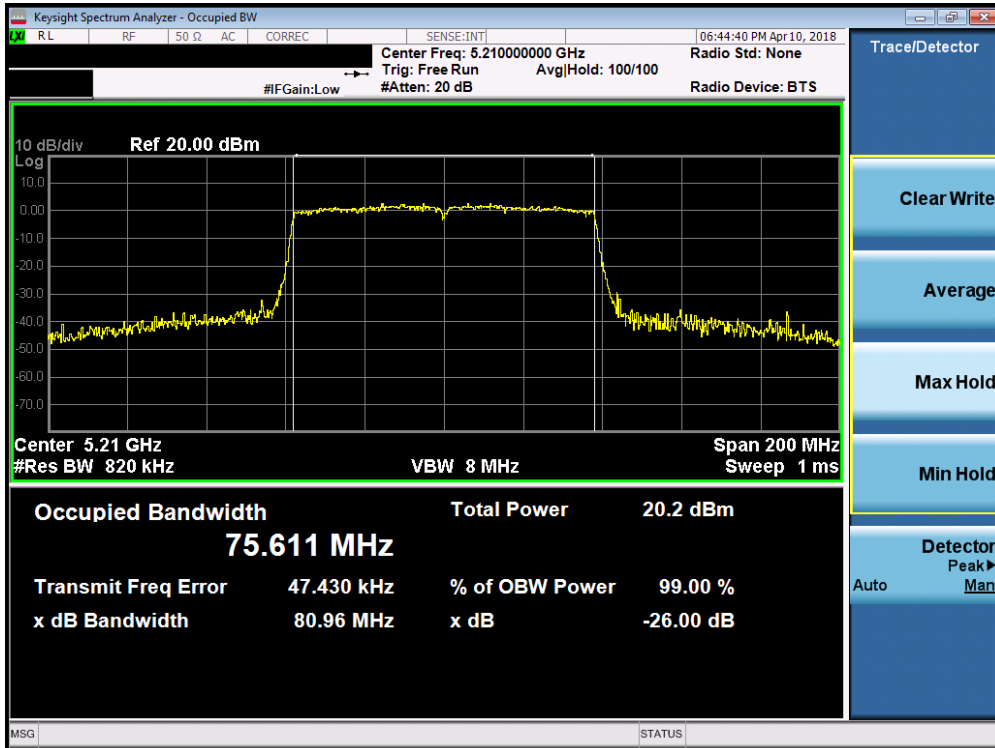 Keysight Spectrum Analyzer - Occupied BW
LXI RL RF 50 Ω AC CORREC SENSE:INT 06:44:40 PM Apr 10, 2018
Center Freq: 5.210000000 GHz Radio Std: None
Trig: Free Run Avg|Hold: 100/100
#IFGain:Low #Atten: 20 dB Radio Device: BTS
10 dB/div Ref 20.00 dBm
Log
10.0
0.00
-10.0
-20.0
-30.0
-40.0
-50.0
-60.0
-70.0
Center 5.21 GHz Span 200 MHz
#Res BW 820 kHz VBW 8 MHz Sweep 1 ms
Occupied Bandwidth Total Power 20.2 dBm
75.611 MHz
Transmit Freq Error 47.430 kHz % of OBW Power 99.00 %
x dB Bandwidth 80.96 MHz x dB -26.00 dB
MSG STATUS
Trace/Detector
Clear Write
Average
Max Hold
Min Hold
Detector
Peak▶
Auto Man